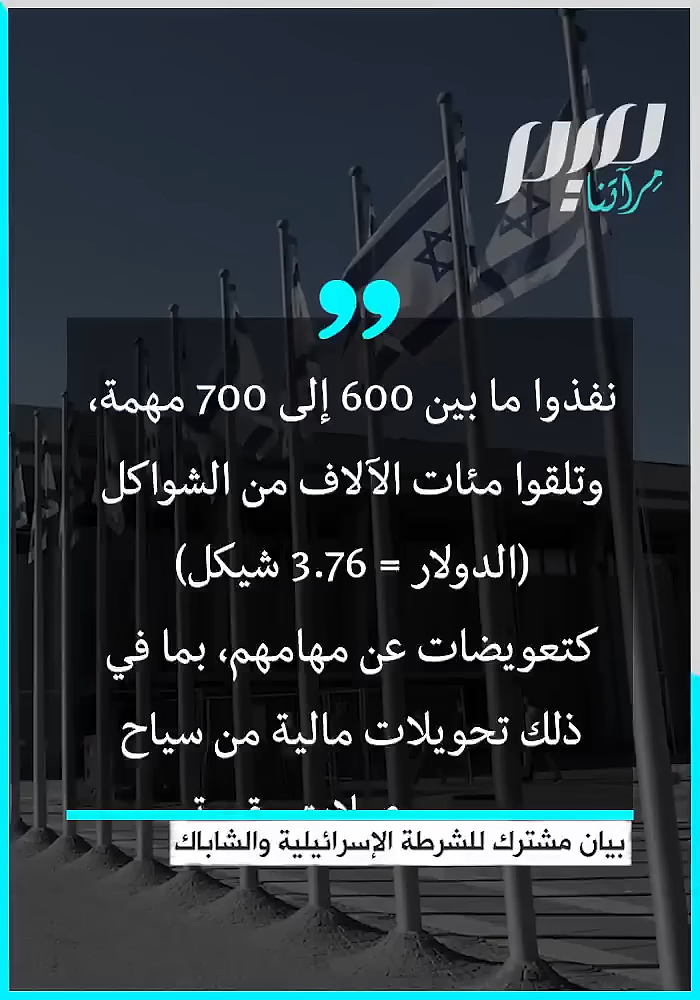 مِرآتنا
نفذوا ما بين 600 إلى 700 مهمة،
وتلقوا مئات الآلاف من الشواكل
(الدولار = 3.76 شيكل)
كتعويضات عن مهامهم، بما في
ذلك تحويلات مالية من سياح
بيان مشترك للشرطة الإسرائيلية والشاباك